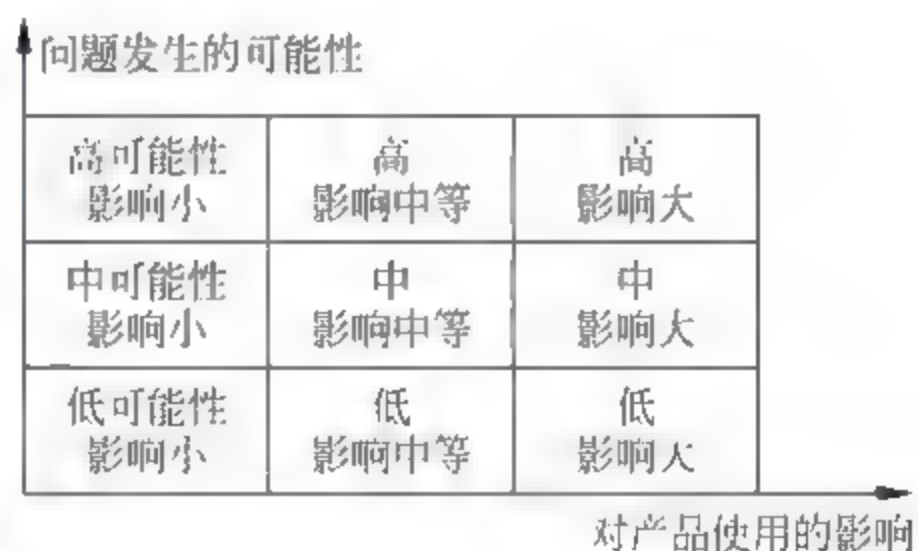 问题发生的可能性
高可能性 高 高
影响小 影响中等 影响大
中可能性 中 中
影响小 影响中等 影响大
低可能性 低 低
影响小 影响中等 影响大
对产品使用的影响